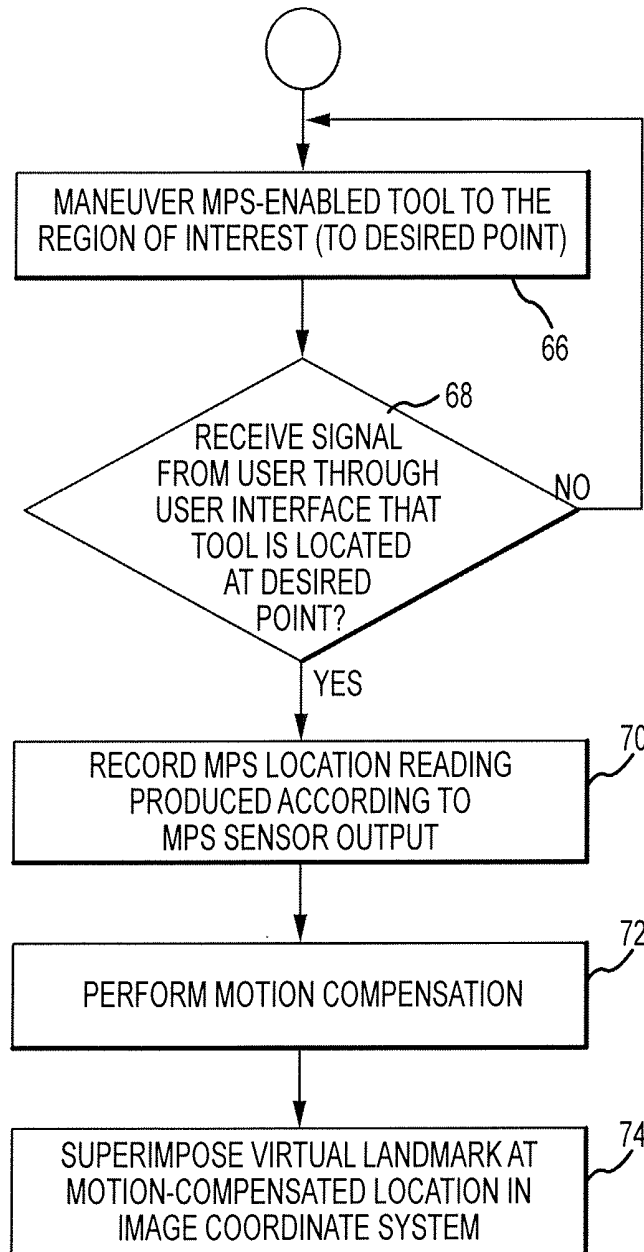 MANEUVER MPS-ENABLED TOOL TO THE
REGION OF INTEREST (TO DESIRED POINT)
66
68
RECEIVE SIGNAL
FROM USER THROUGH
USER INTERFACE THAT
TOOL IS LOCATED
AT DESIRED
POINT?
NO
YES
70
RECORD MPS LOCATION READING
PRODUCED ACCORDING TO
MPS SENSOR OUTPUT
72
PERFORM MOTION COMPENSATION
74
SUPERIMPOSE VIRTUAL LANDMARK AT
MOTION-COMPENSATED LOCATION IN
IMAGE COORDINATE SYSTEM